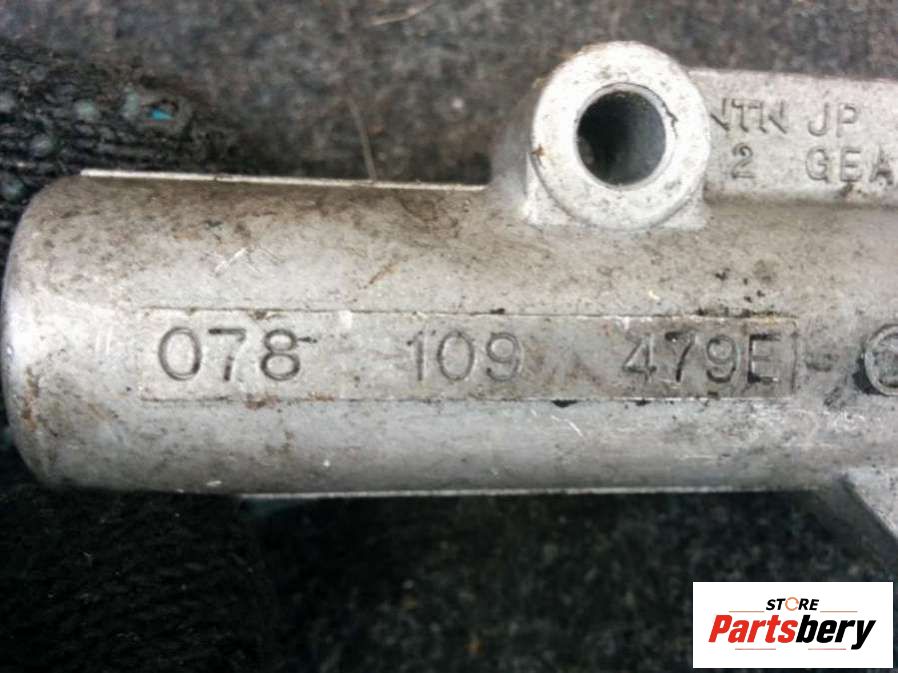 NTN JP
2 GEA
078 109 479E
STORE
Partsbery